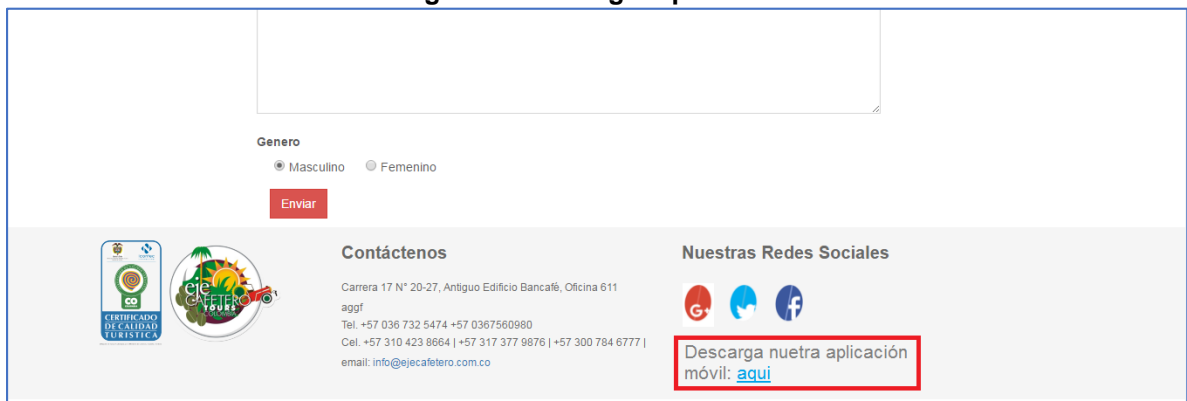 Genero
Masculino Femenino
Enviar
CO
CERTIFICADO
DE CALIDAD
TURISTICA
eje
CAFETERO
TOURS
COLOMBIA
Contáctenos
Carrera 17 N° 20-27, Antiguo Edificio Bancafé, Oficina 611
aggf
Tel. +57 036 732 5474 +57 0367560980
Cel. +57 310 423 8664 | +57 317 377 9876 | +57 300 784 6777 |
email: info@ejecafetero.com.co
Nuestras Redes Sociales
G+
f
Descarga nuetra aplicación
móvil: aqui